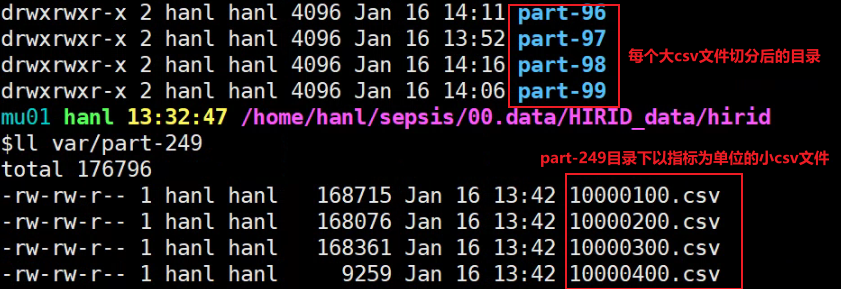 drwxrwxr-x 2 hanl hanl 4096 Jan 16 14:11 part-96
drwxrwxr-x 2 hanl hanl 4096 Jan 16 13:52 part-97
每个大csv文件切分后的目录
drwxrwxr-x 2 hanl hanl 4096 Jan 16 14:16 part-98
drwxrwxr-x 2 hanl hanl 4096 Jan 16 14:06 part-99
mu01 hanl 13:32:47 /home/hanl/sepsis/00.data/HIRID_data/hirid
$ll var/part-249
part-249目录下以指标为单位的小csv文件
total 176796
-rw-rw-r-- 1 hanl hanl 168715 Jan 16 13:42 10000100.csv
-rw-rw-r-- 1 hanl hanl 168076 Jan 16 13:42 10000200.csv
-rw-rw-r-- 1 hanl hanl 168361 Jan 16 13:42 10000300.csv
-rw-rw-r-- 1 hanl hanl 9259 Jan 16 13:42 10000400.csv